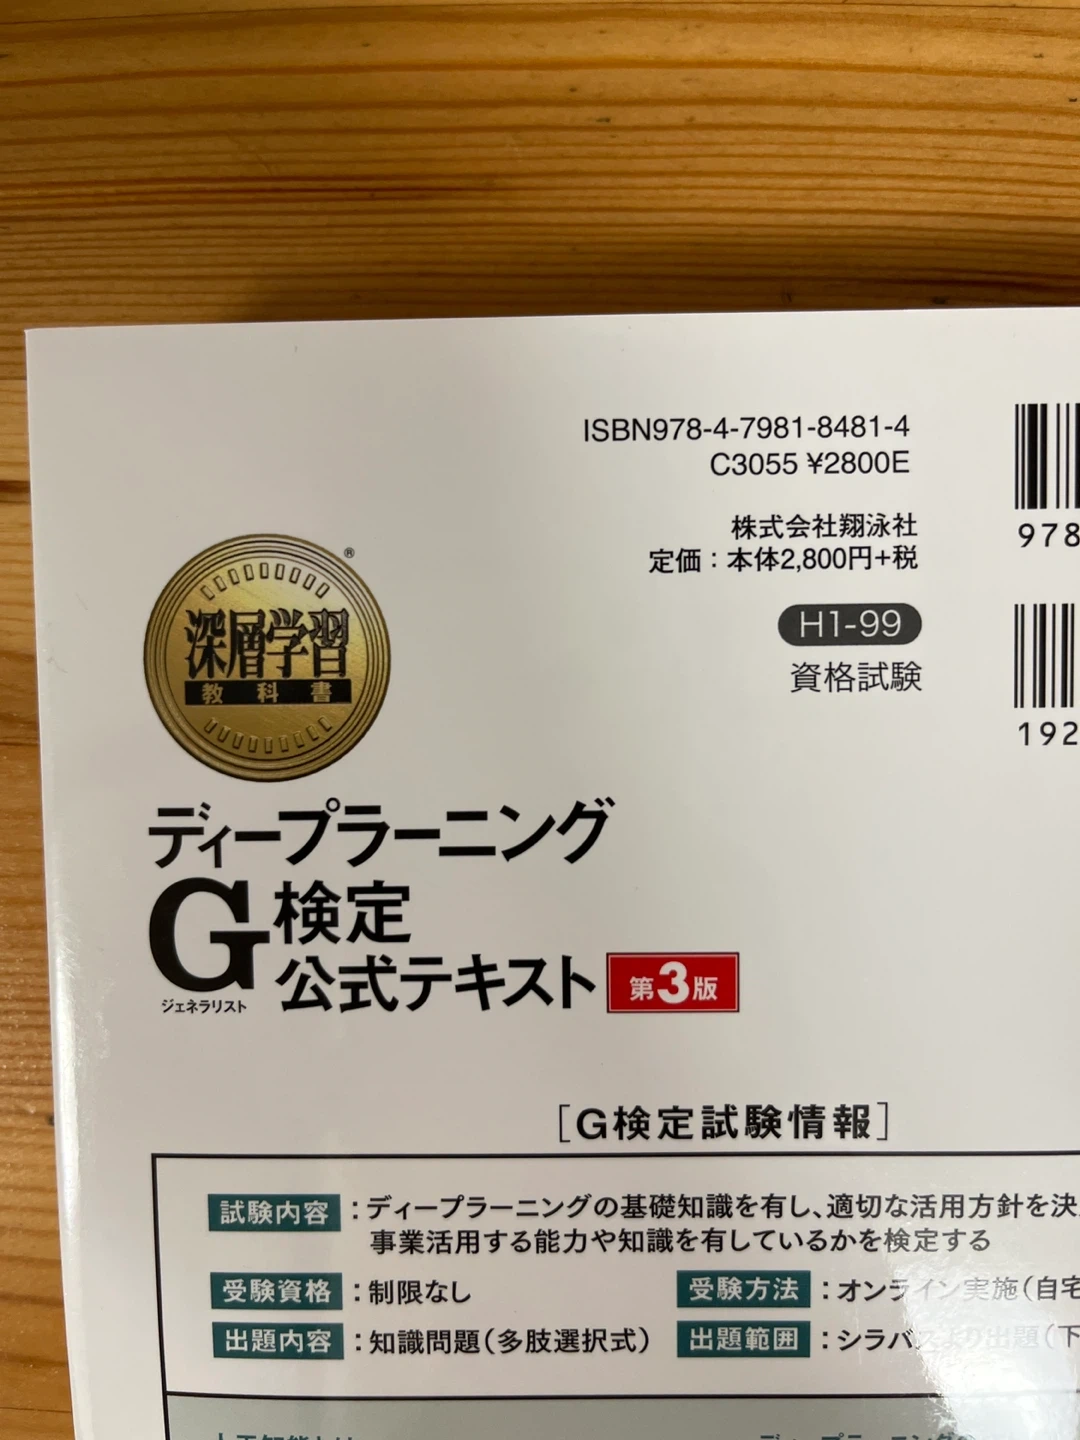 ISBN978-4-7981-8481-4
C3055 ¥2800E
株式会社翔泳社
定価：本体2,800円+税
H1-99
資格試験
978
192
®
深層学習
教科書
ディープラーニング
G検定
ジェネラリスト
公式テキスト 第3版
[G検定試験情報]
試験内容：ディープラーニングの基礎知識を有し、適切な活用方針を決
事業活用する能力や知識を有しているかを検定する
受験資格：制限なし 受験方法：オンライン実施（自宅
出題内容：知識問題（多肢選択式） 出題範囲：シラバスより出題（下